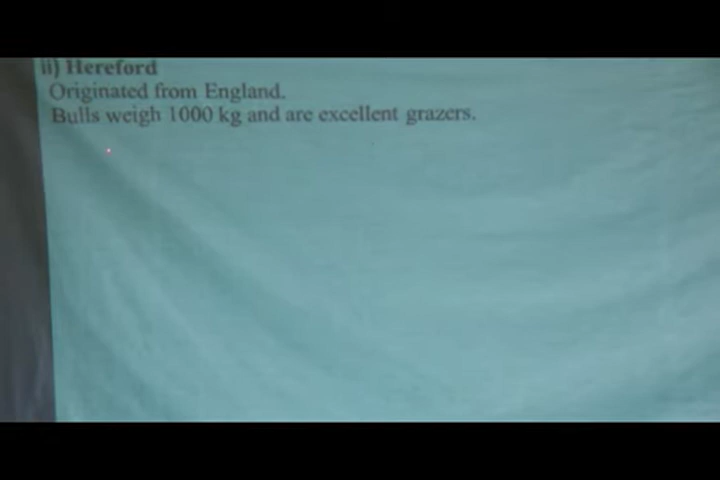 ii) Hereford
Originated from England.
Bulls weigh 1000 kg and are excellent grazers.